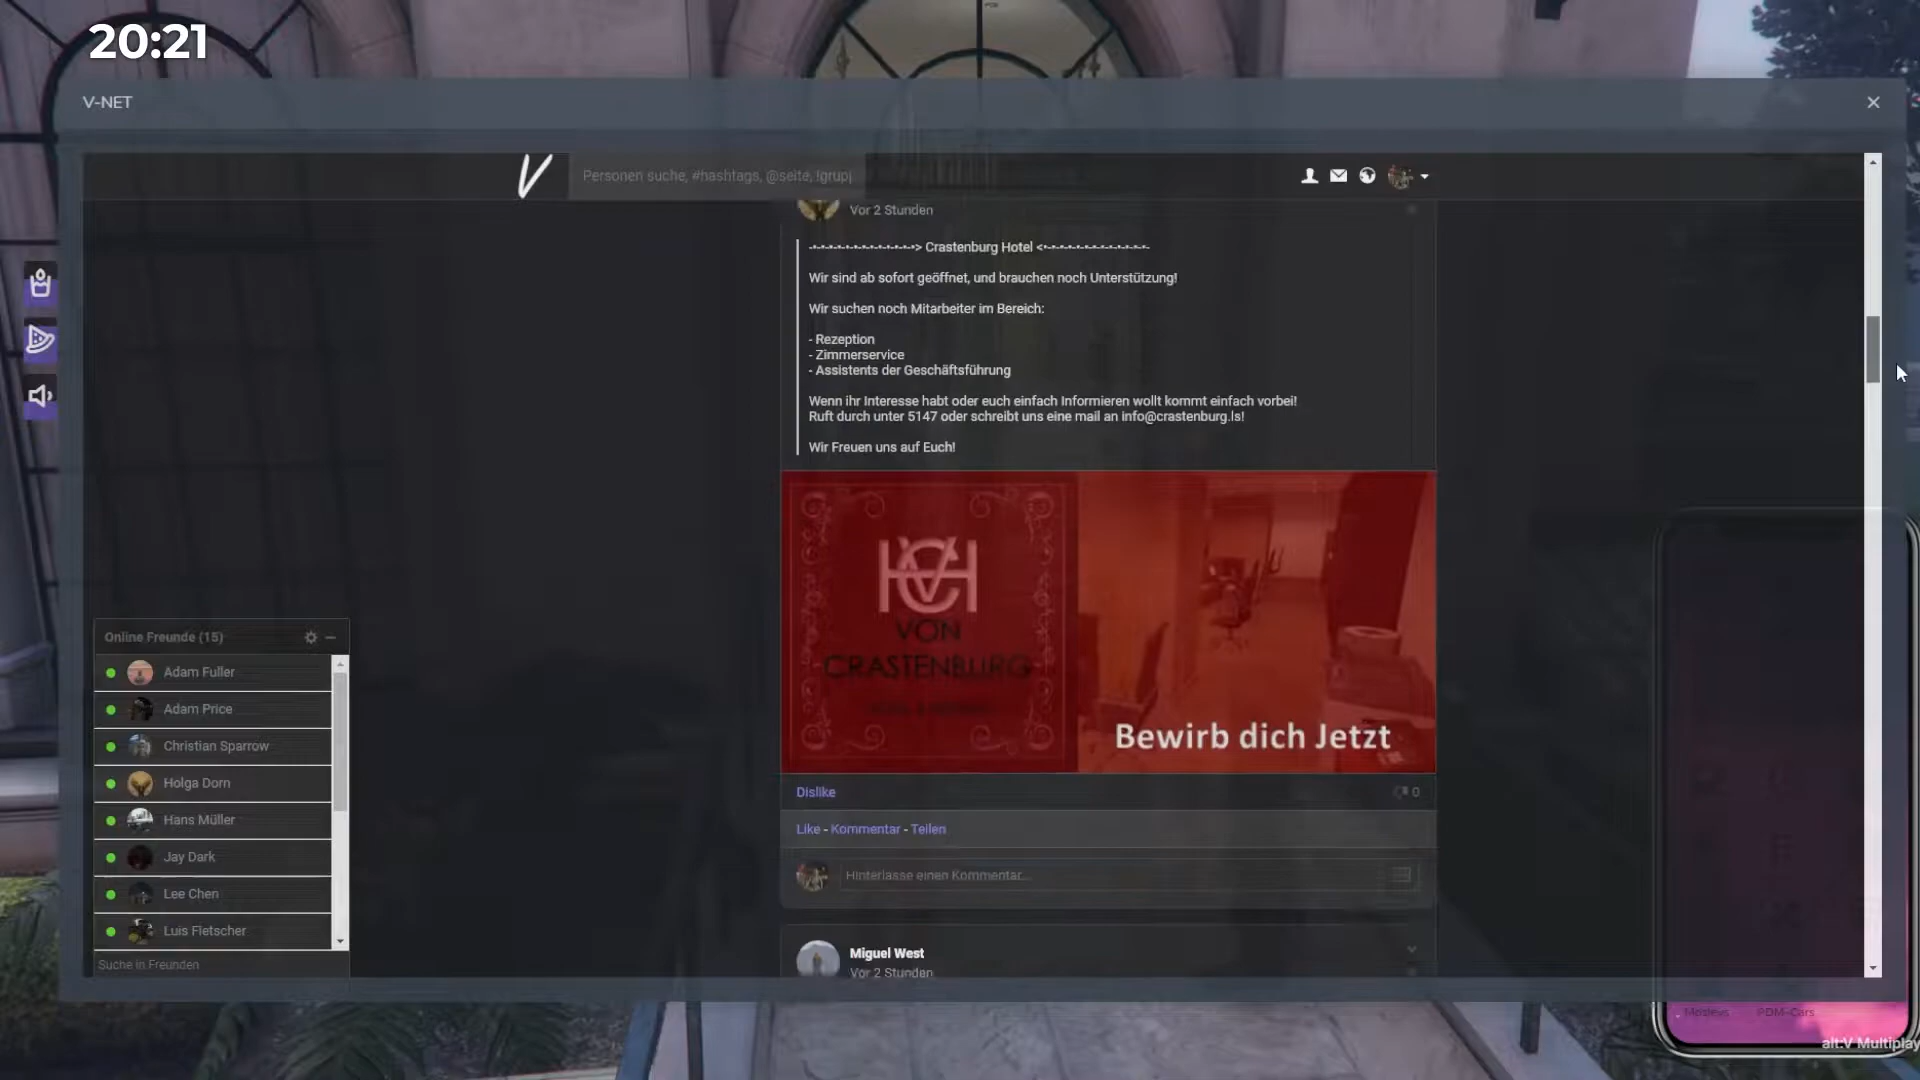 20:21
V-NET
Personen suche, #hashtags, @seite, !grup
Vor 2 Stunden
-•-•-•-•-•-•-•-•-•-•-•-•-•-> Crastenburg Hotel <•-•-•-•-•-•-•-•-•-•-•-•-•-
Wir sind ab sofort geöffnet, und brauchen noch Unterstützung!
Wir suchen noch Mitarbeiter im Bereich:
- Rezeption
- Zimmerservice
- Assistents der Geschäftsführung
Wenn ihr Interesse habt oder euch einfach Informieren wollt kommt einfach vorbei!
Ruft durch unter 5147 oder schreibt uns eine mail an info@crastenburg.ls!
Wir Freuen uns auf Euch!
VON
CRASTENBURG
Bewirb dich Jetzt
Dislike
0
Like - Kommentar - Teilen
Hinterlasse einen Kommentar...
Miguel West
Vor 2 Stunden
Online Freunde (15)
Adam Fuller
Adam Price
Christian Sparrow
Holga Dorn
Hans Müller
Jay Dark
Lee Chen
Luis Fletscher
Suche in Freunden
Mosleys
PDM-Cars
alt:V Multiplay